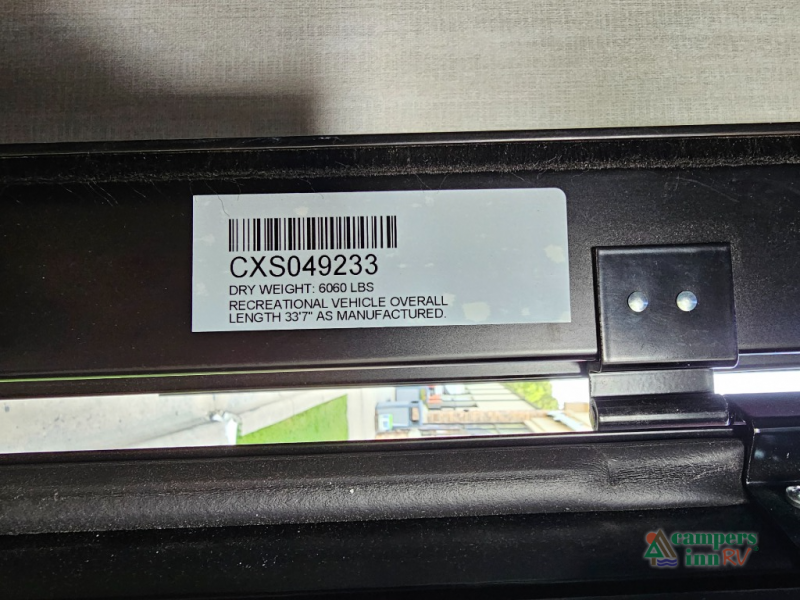 CXS049233
DRY WEIGHT: 6060 LBS
RECREATIONAL VEHICLE OVERALL
LENGTH 33'7" AS MANUFACTURED.
campers
inn RV